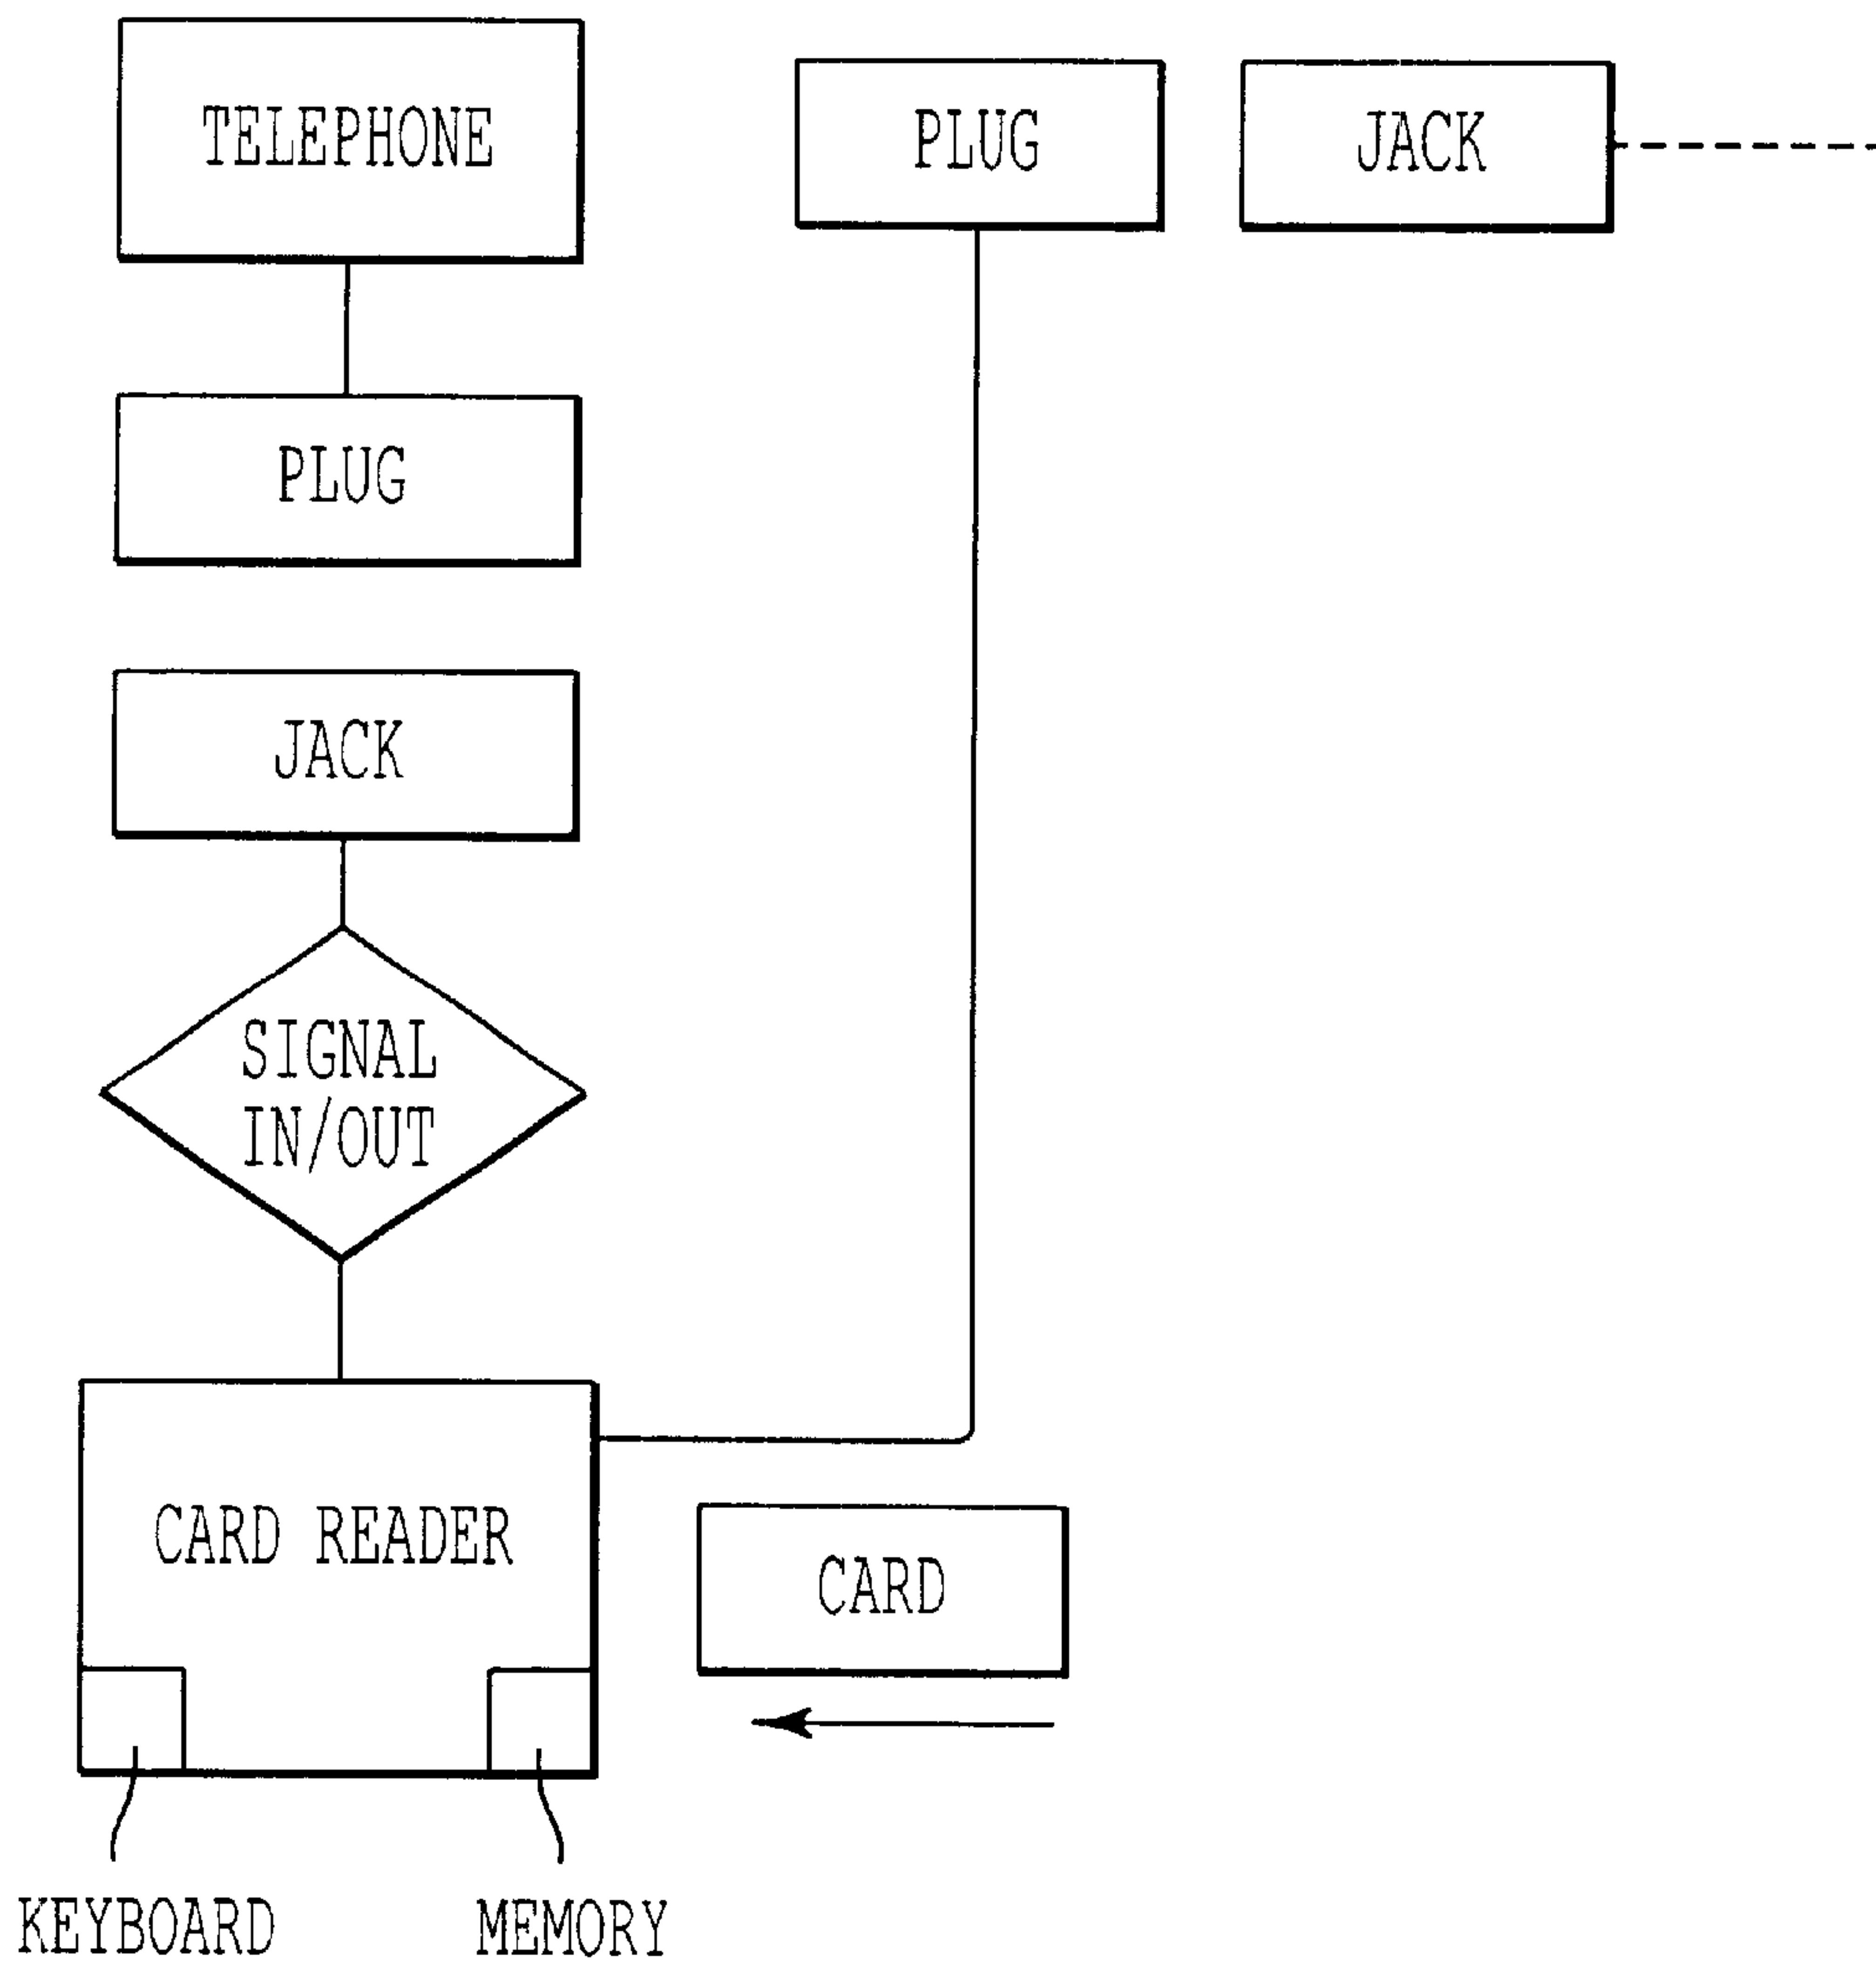 TELEPHONE
PLUG
JACK
PLUG
JACK
SIGNAL
IN/OUT
CARD READER
CARD
KEYBOARD
MEMORY